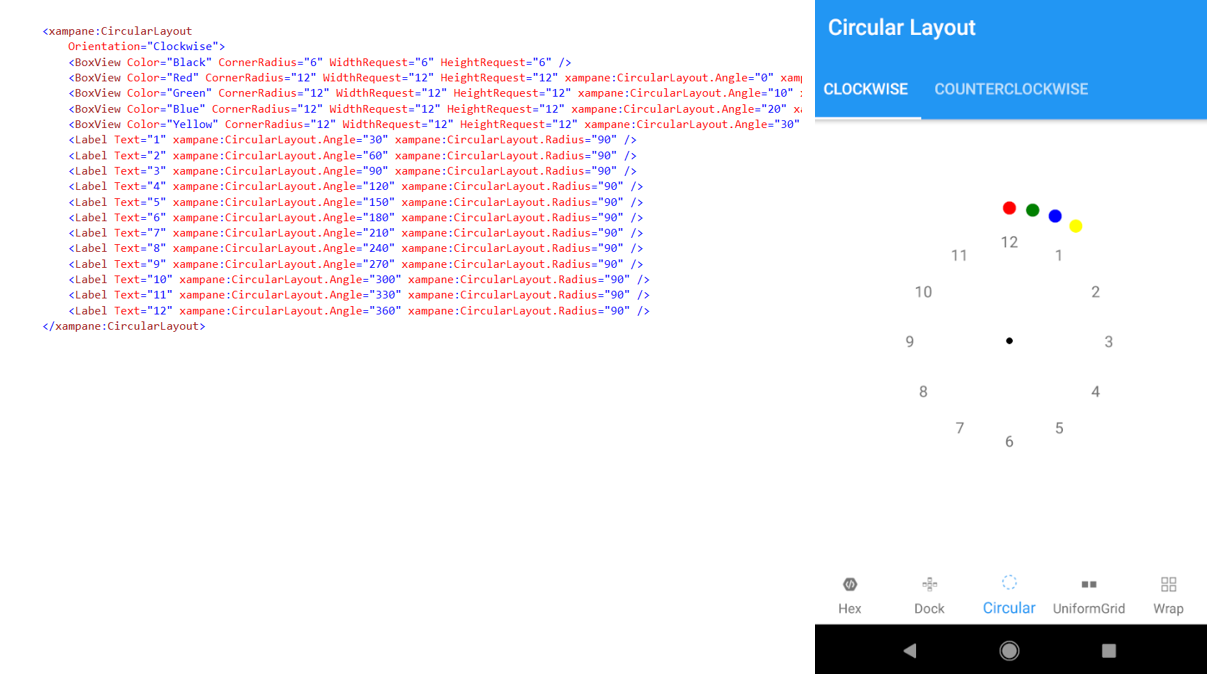 <xampane:CircularLayout
Orientation="Clockwise">
<BoxView Color="Black" CornerRadius="6" WidthRequest="6" HeightRequest="6" />
<BoxView Color="Red" CornerRadius="12" WidthRequest="12" HeightRequest="12" xampane:CircularLayout.Angle="0" xam
<BoxView Color="Green" CornerRadius="12" WidthRequest="12" HeightRequest="12" xampane:CircularLayout.Angle="10"
<BoxView Color="Blue" CornerRadius="12" WidthRequest="12" HeightRequest="12" xampane:CircularLayout.Angle="20"
<BoxView Color="Yellow" CornerRadius="12" WidthRequest="12" HeightRequest="12" xampane:CircularLayout.Angle="30"
<Label Text="1" xampane:CircularLayout.Angle="30" xampane:CircularLayout.Radius="90" />
<Label Text="2" xampane:CircularLayout.Angle="60" xampane:CircularLayout.Radius="90" />
<Label Text="3" xampane:CircularLayout.Angle="90" xampane:CircularLayout.Radius="90" />
<Label Text="4" xampane:CircularLayout.Angle="120" xampane:CircularLayout.Radius="90" />
<Label Text="5" xampane:CircularLayout.Angle="150" xampane:CircularLayout.Radius="90" />
<Label Text="6" xampane:CircularLayout.Angle="180" xampane:CircularLayout.Radius="90" />
<Label Text="7" xampane:CircularLayout.Angle="210" xampane:CircularLayout.Radius="90" />
<Label Text="8" xampane:CircularLayout.Angle="240" xampane:CircularLayout.Radius="90" />
<Label Text="9" xampane:CircularLayout.Angle="270" xampane:CircularLayout.Radius="90" />
<Label Text="10" xampane:CircularLayout.Angle="300" xampane:CircularLayout.Radius="90" />
<Label Text="11" xampane:CircularLayout.Angle="330" xampane:CircularLayout.Radius="90" />
<Label Text="12" xampane:CircularLayout.Angle="360" xampane:CircularLayout.Radius="90" />
</xampane:CircularLayout>
Circular Layout
CLOCKWISE COUNTERCLOCKWISE
12
11 1
10 2
9 3
8 4
7 5
6
Hex Dock Circular UniformGrid Wrap